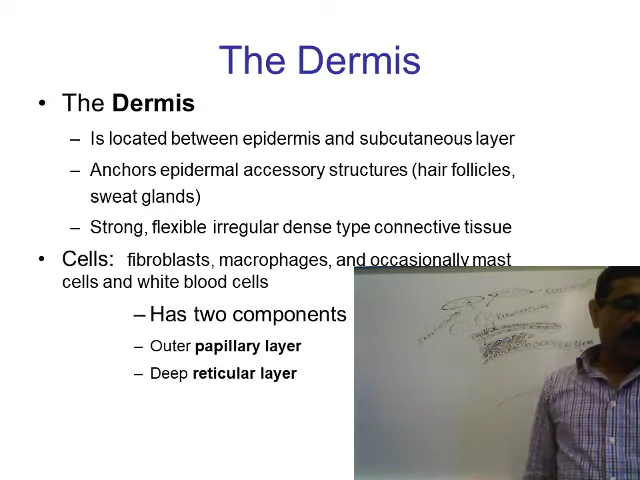 The Dermis
• The Dermis
– Is located between epidermis and subcutaneous layer
– Anchors epidermal accessory structures (hair follicles,
sweat glands)
– Strong, flexible irregular dense type connective tissue
• Cells: fibroblasts, macrophages, and occasionally mast
cells and white blood cells
– Has two components
– Outer papillary layer
– Deep reticular layer